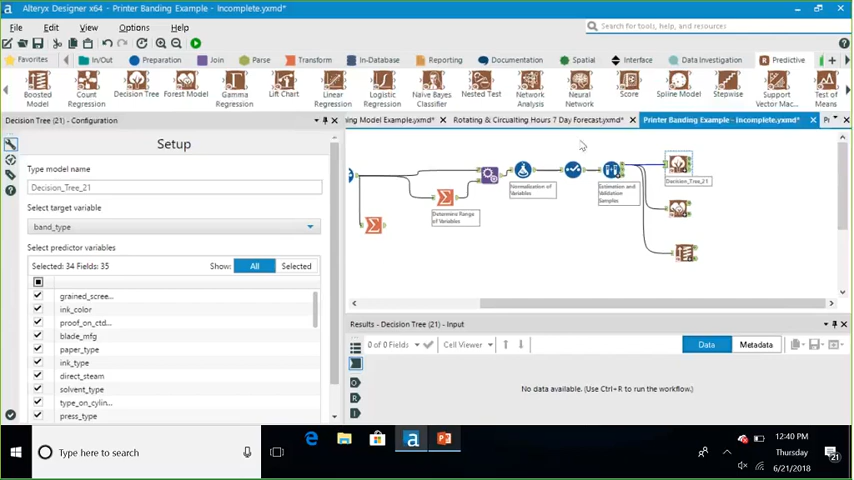 Alteryx Designer x64 - Printer Banding Example - Incomplete.yxmd*
File Edit View Options Help
Search for tools, help, and resources
Favorites In/Out Preparation Join Parse Transform In-Database Reporting Documentation Spatial Interface Data Investigation Predictive
Boosted Model
Count Regression
Decision Tree
Forest Model
Gamma Regression
Lift Chart
Linear Regression
Logistic Regression
Naive Bayes Classifier
Nested Test
Network Analysis
Neural Network
Score
Spline Model
Stepwise
Support Vector Mac...
Test of Means
Decision Tree (21) - Configuration
ing Model Example.yxmd*
Rotating & Circualting Hours 7 Day Forecast.yxmd*
Printer Banding Example - Incomplete.yxmd*
Setup
Type model name
Decision_Tree_21
Select target variable
band_type
Select predictor variables
Selected: 34 Fields: 35
Show: All Selected
grained_scree...
ink_color
proof_on_ctd...
blade_mfg
paper_type
ink_type
direct_steam
solvent_type
type_on_cylin...
press_type
Determine Range
of Variables
Normalization of
Variables
Estimation and
Validation
Samples
Decision_Tree_21
Results - Decision Tree (21) - Input
0 of 0 Fields
Cell Viewer
Data
Metadata
No data available. (Use Ctrl+R to run the workflow.)
O
R
I
Type here to search
12:40 PM
Thursday
6/21/2018
21